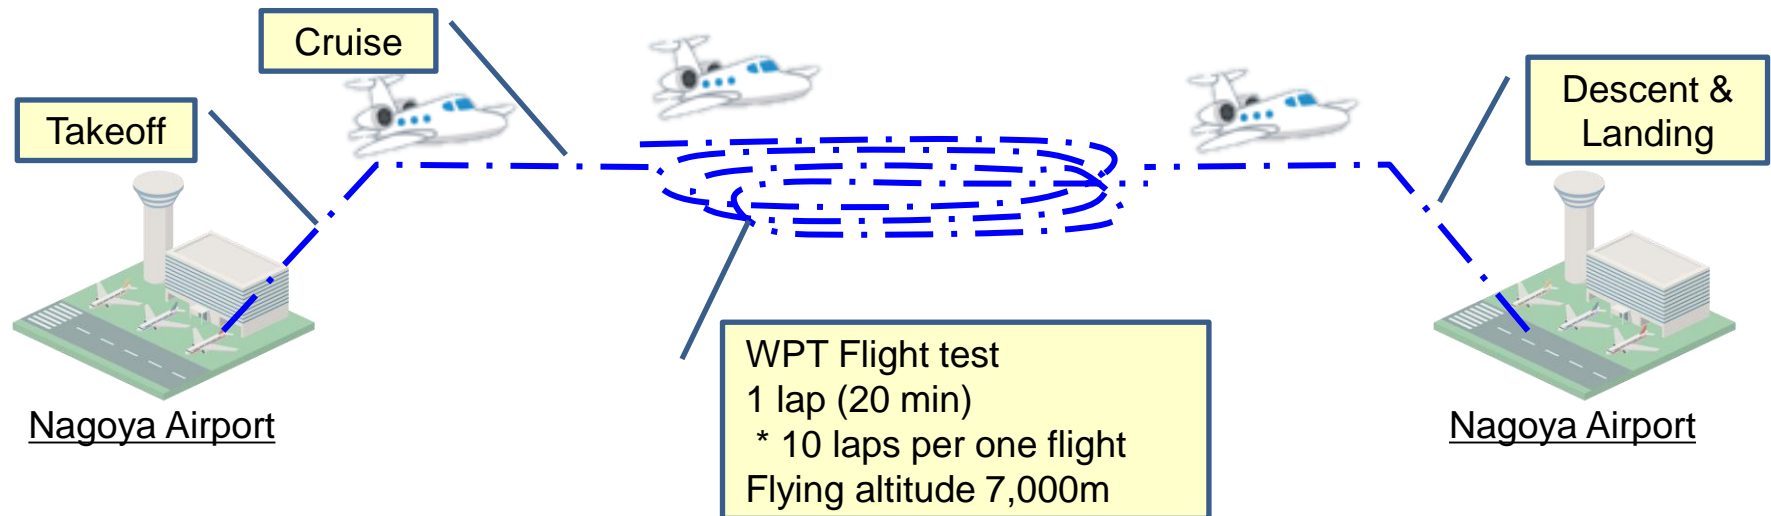 Cruise
Takeoff
Descent &
Landing
WPT Flight test
1 lap (20 min)
* 10 laps per one flight
Flying altitude 7,000m
Nagoya Airport
Nagoya Airport